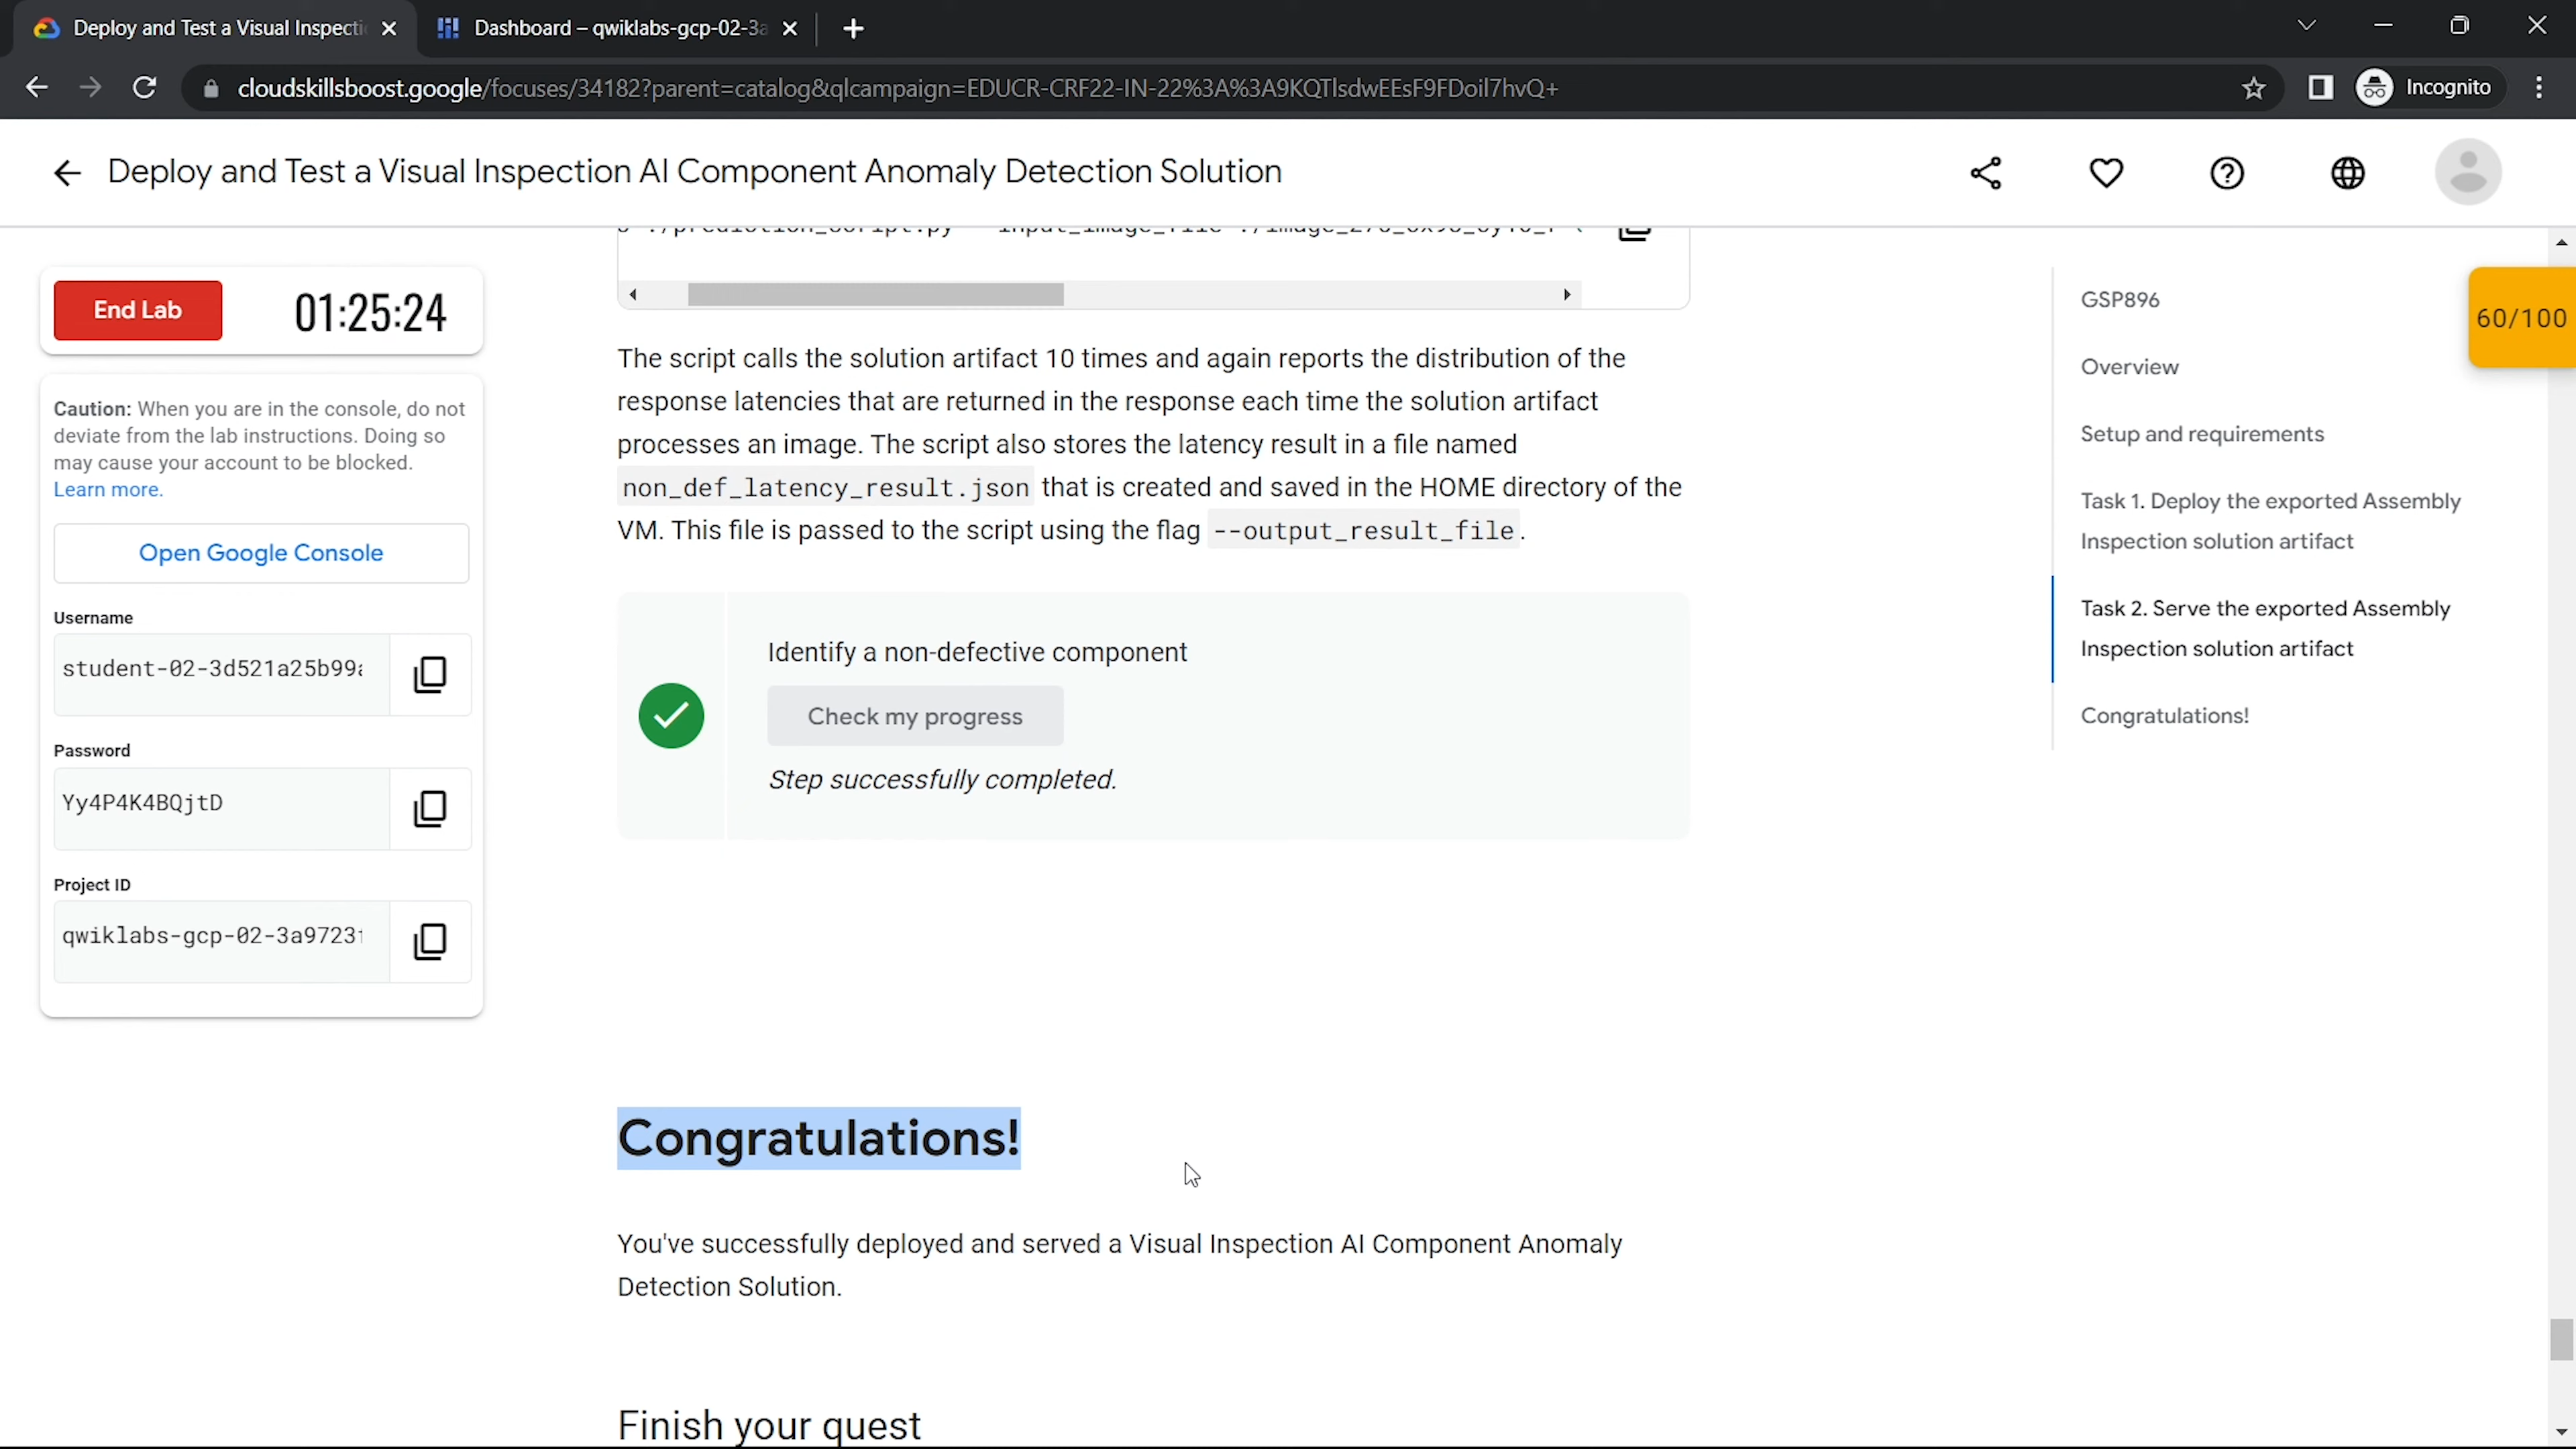 Deploy and Test a Visual Inspecti
Dashboard – qwiklabs-gcp-02-3a
cloudskillsboost.google/focuses/34182?parent=catalog&qlcampaign=EDUCR-CRF22-IN-22%3A%3A9KQTlsdwEEsF9FDoil7hvQ+
Incognito
Deploy and Test a Visual Inspection AI Component Anomaly Detection Solution
End Lab
01:25:24
Caution: When you are in the console, do not
deviate from the lab instructions. Doing so
may cause your account to be blocked.
Learn more.
Open Google Console
Username
student-02-3d521a25b99a
Password
Yy4P4K4BQjtD
Project ID
qwiklabs-gcp-02-3a9723f
The script calls the solution artifact 10 times and again reports the distribution of the
response latencies that are returned in the response each time the solution artifact
processes an image. The script also stores the latency result in a file named
non_def_latency_result.json that is created and saved in the HOME directory of the
VM. This file is passed to the script using the flag --output_result_file.
Identify a non-defective component
Check my progress
Step successfully completed.
Congratulations!
You've successfully deployed and served a Visual Inspection AI Component Anomaly
Detection Solution.
Finish your quest
GSP896
Overview
Setup and requirements
Task 1. Deploy the exported Assembly
Inspection solution artifact
Task 2. Serve the exported Assembly
Inspection solution artifact
Congratulations!
60/100